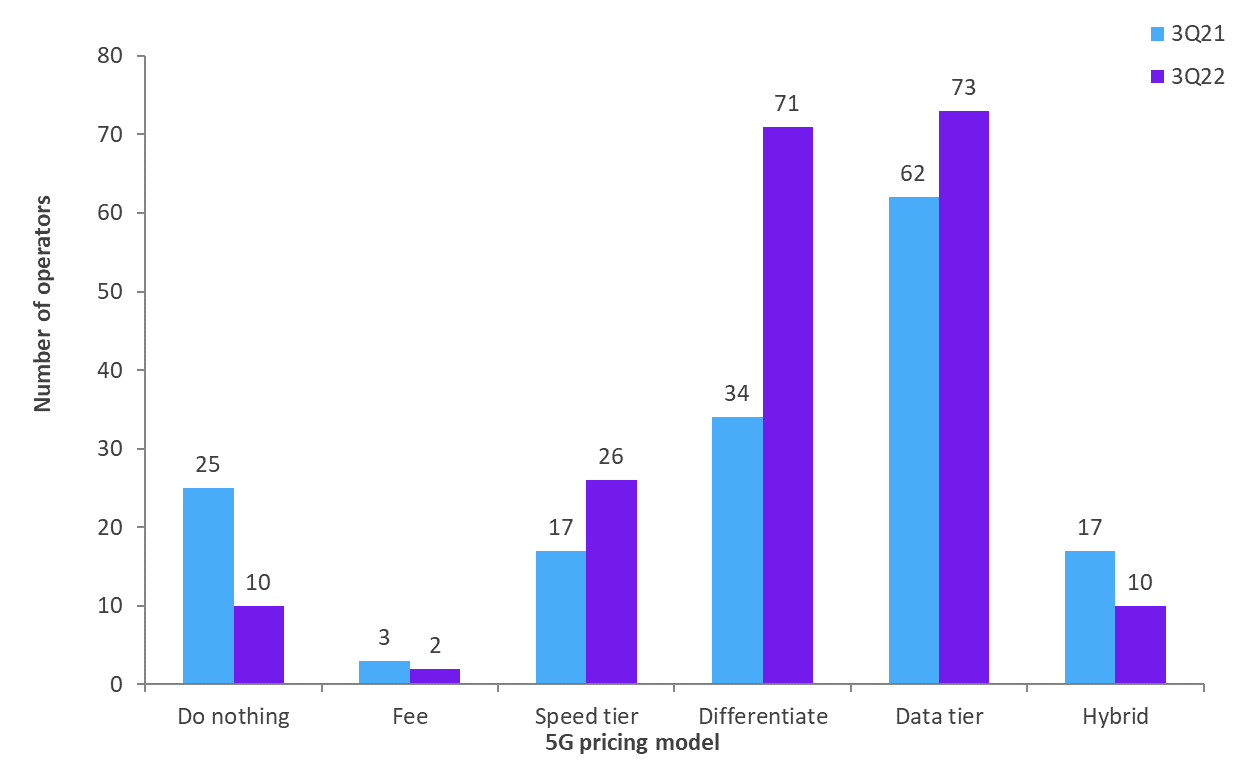 3Q21
3Q22
80
70
60
50
40
30
20
10
0
Number of operators
25
10
3
2
17
26
34
71
62
73
17
10
Do nothing
Fee
Speed tier
Differentiate
Data tier
Hybrid
5G pricing model